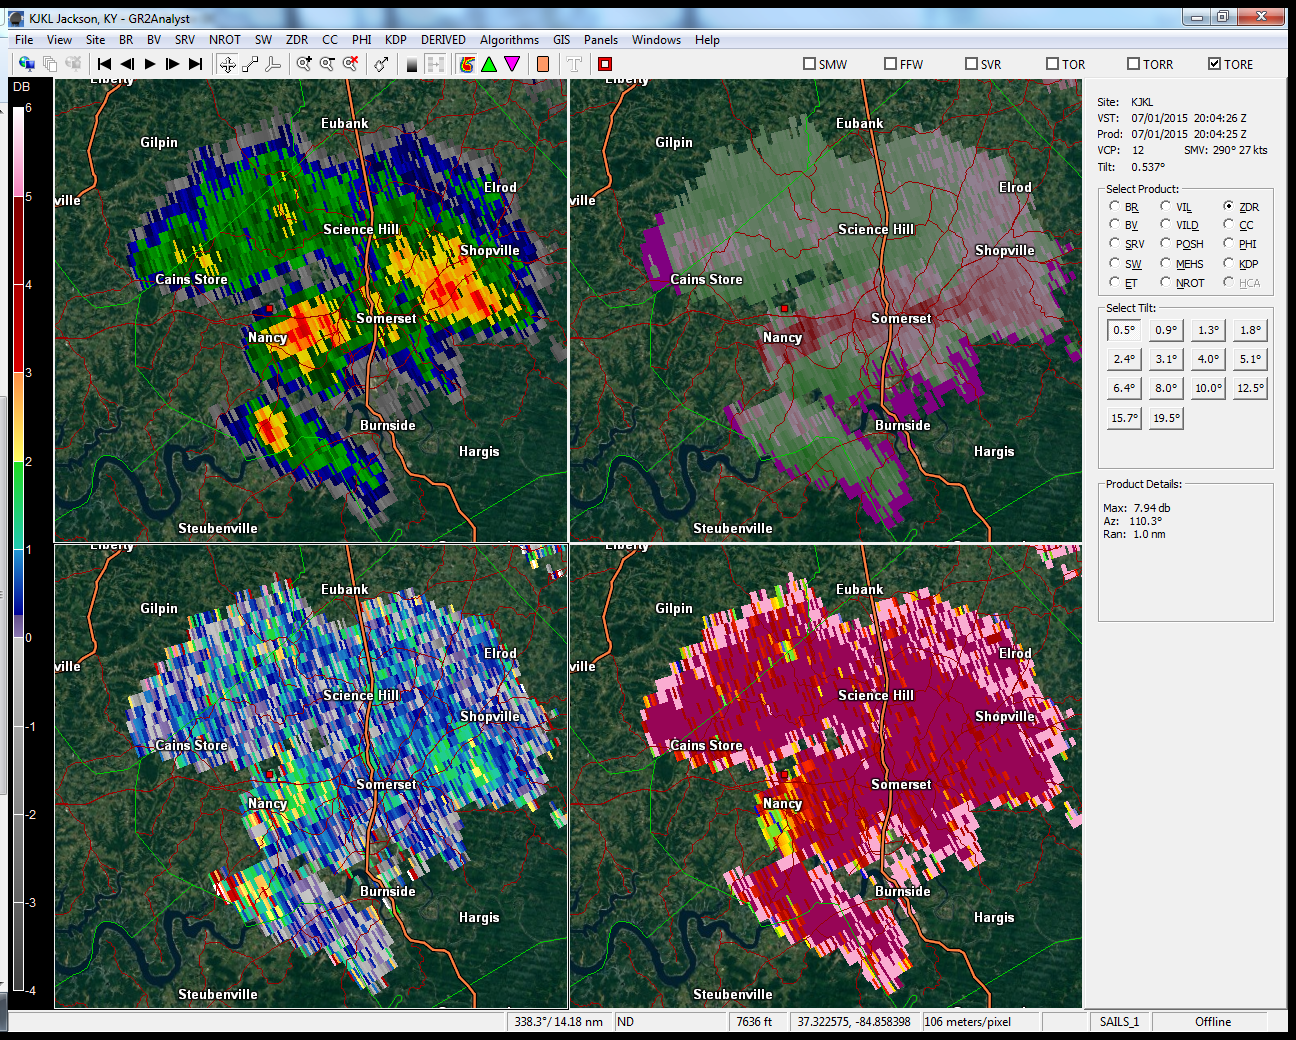 KJKL Jackson, KY - GR2Analyst
File View Site BR BV SRV NROT SW ZDR CC PHI KDP DERIVED Algorithms GIS Panels Windows Help
SMW FFW SVR TOR TORR TORE
DB
6
5
4
3
2
1
0
-1
-2
-3
-4
Liberty
Eubank
Gilpin
Elrod
ville
Science Hill
Shopville
Cains Store
Somerset
Nancy
Burnside
Hargis
Steubenville
Eubank
Gilpin
Elrod
ville
Science Hill
Shopville
Cains Store
Somerset
Nancy
Burnside
Hargis
Steubenville
Liberty
Eubank
Gilpin
Elrod
ville
Science Hill
Shopville
Cains Store
Somerset
Nancy
Burnside
Hargis
Steubenville
Liberty
Eubank
Gilpin
Elrod
ville
Science Hill
Shopville
Cains Store
Somerset
Nancy
Burnside
Hargis
Steubenville
Site: KJKL
VST: 07/01/2015 20:04:26 Z
Prod: 07/01/2015 20:04:25 Z
VCP: 12 SMV: 290° 27 kts
Tilt: 0.537°
Select Product:
BR VIL ZDR
BV VILD CC
SRV POSH PHI
SW MEHS KDP
ET NROT HCA
Select Tilt:
0.5° 0.9° 1.3° 1.8°
2.4° 3.1° 4.0° 5.1°
6.4° 8.0° 10.0° 12.5°
15.7° 19.5°
Product Details:
Max: 7.94 db
Az: 110.3°
Ran: 1.0 nm
338.3°/ 14.18 nm ND 7636 ft 37.322575, -84.858398 106 meters/pixel SAILS_1 Offline